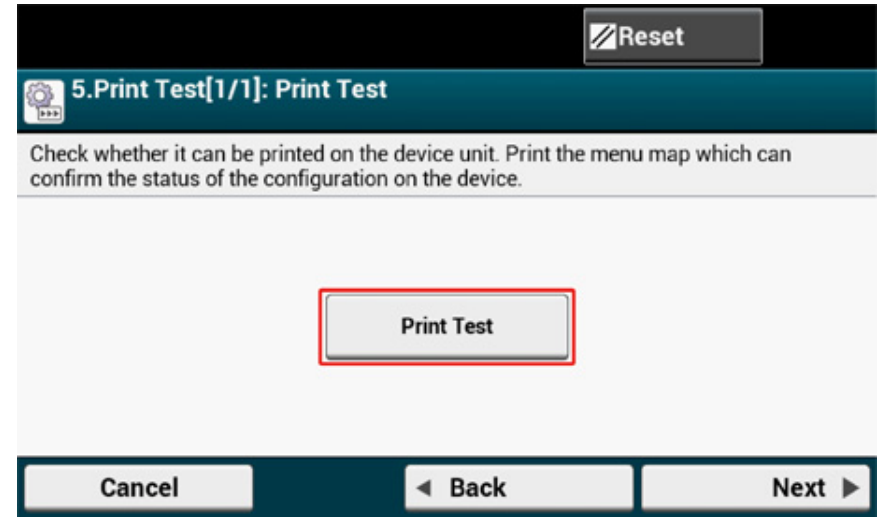 Reset
5.Print Test[1/1]: Print Test
Check whether it can be printed on the device unit. Print the menu map which can
confirm the status of the configuration on the device.
Print Test
Cancel
Back
Next